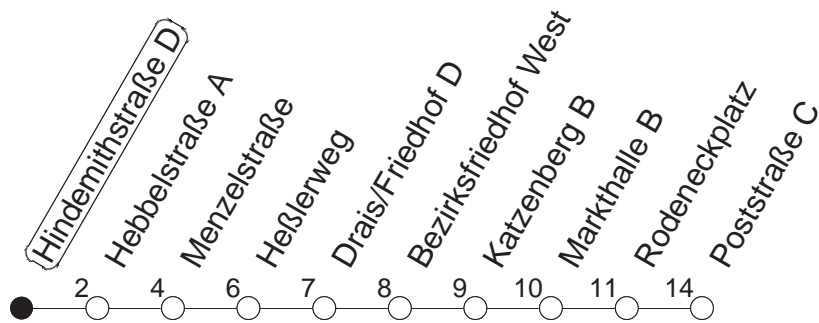 Hindemithstraße D
Hebbelstraße A
Menzelstraße
Heßlerweg
Drais/Friedhof D
Bezirksfriedhof West
Katzenberg B
Markthalle B
Rodeneckplatz
Poststraße C
2 4 6 7 8 9 10 11 14